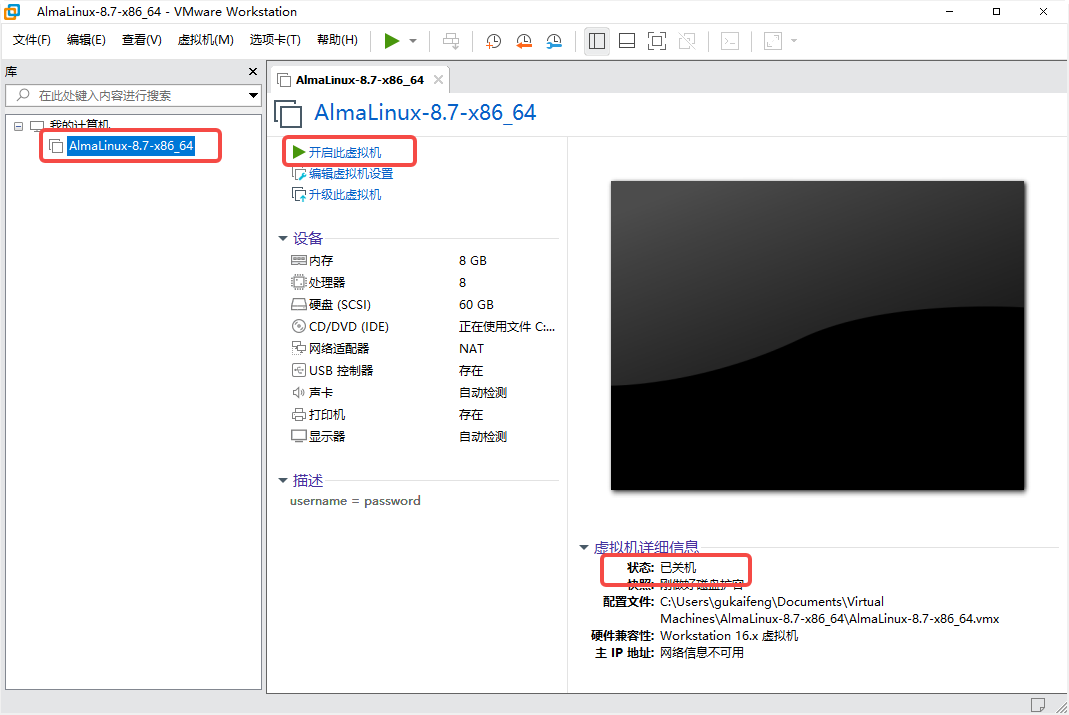 AlmaLinux-8.7-x86_64 - VMware Workstation
文件(F) 编辑(E) 查看(V) 虚拟机(M) 选项卡(T) 帮助(H)
库
在此处键入内容进行搜索
我的计算机
AlmaLinux-8.7-x86_64
AlmaLinux-8.7-x86_64
AlmaLinux-8.7-x86_64
开启此虚拟机
编辑虚拟机设置
升级此虚拟机
设备
内存 8 GB
处理器 8
硬盘 (SCSI) 60 GB
CD/DVD (IDE) 正在使用文件 C:...
网络适配器 NAT
USB 控制器 存在
声卡 自动检测
打印机 存在
显示器 自动检测
描述
username = password
虚拟机详细信息
状态: 已关机
快照: 刚做好磁盘扩容
配置文件: C:\Users\gukaifeng\Documents\Virtual
Machines\AlmaLinux-8.7-x86_64\AlmaLinux-8.7-x86_64.vmx
硬件兼容性: Workstation 16.x 虚拟机
主 IP 地址: 网络信息不可用